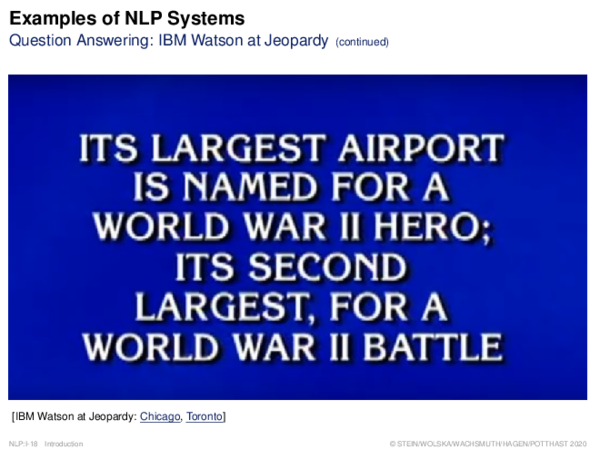 Examples of NLP Systems
Question Answering: IBM Watson at Jeopardy (continued)
ITS LARGEST AIRPORT
IS NAMED FOR A
WORLD WAR II HERO;
ITS SECOND
LARGEST, FOR A
WORLD WAR II BATTLE
[IBM Watson at Jeopardy: Chicago, Toronto]
NLP:I-18 Introduction © STEIN/WOLSKA/WACHSMUTH/HAGEN/POTTHAST 2020